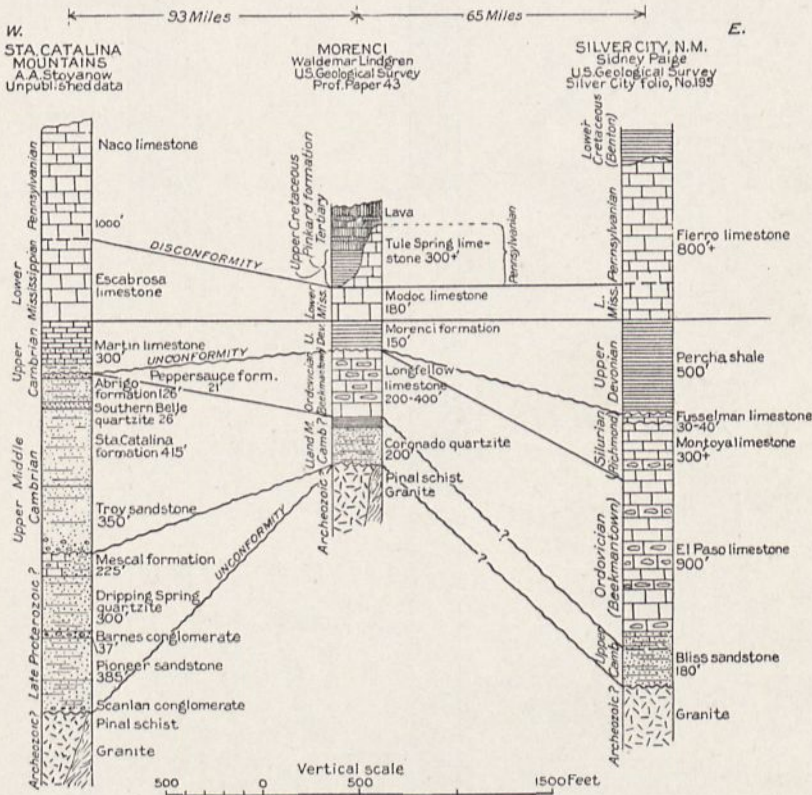 93 Miles
65 Miles
W.
E.
STA. CATALINA
MOUNTAINS
A.A. Stoyanow
Unpublished data
MORENCI
Waldemar Lindgren
U.S. Geological Survey
Prof. Paper 43
SILVER CITY, N.M.
Sidney Paige
U.S. Geological Survey
Silver City folio, No.199
Pennsylvanian
Lower
Mississippian
Upper
Cambrian
Upper Middle
Cambrian
Late Proterozoic ?
Archeozoic?
Naco limestone
1000'
Escabrosa
limestone
Martin limestone
300'
Peppersauce form.
21'
Abrigo
formation 126'
Southern Belle
quartzite 26'
Sta. Catalina
formation 415'
Troy sandstone
350'
Mescal formation
225'
Dripping Spring
quartzite
300'
Barnes conglomerate
37'
Pioneer sandstone
385'
Scanlan conglomerate
Pinal schist
Granite
DISCONFORMITY
UNCONFORMITY
UNCONFORMITY
Upper Cretaceous
Pinkard formation
Tertiary
Lower
Miss.
U.
Dev.
Ordovician
(Beekmantown)
U. and M.
Camb.?
Archeozoic ?
Lava
Tule Spring lime-
stone 300+'
Pennsylvanian
Modoc limestone
180'
Morenci formation
150'
Longfellow
limestone
200-400'
Coronado quartzite
200'
Pinal schist
Granite
?
?
Lower
Cretaceous
(Benton)
Pennsylvanian
L.
Miss.
Upper
Devonian
Silurian
(Richmond)
Ordovician
(Beekmantown)
Upper
Camb.
Archeozoic ?
Fierro limestone
800'+
Percha shale
500'
Fusselman limestone
30-40'
Montoya limestone
300+
El Paso limestone
900'
Bliss sandstone
180'
Granite
Vertical scale
500 0 500 1500 Feet